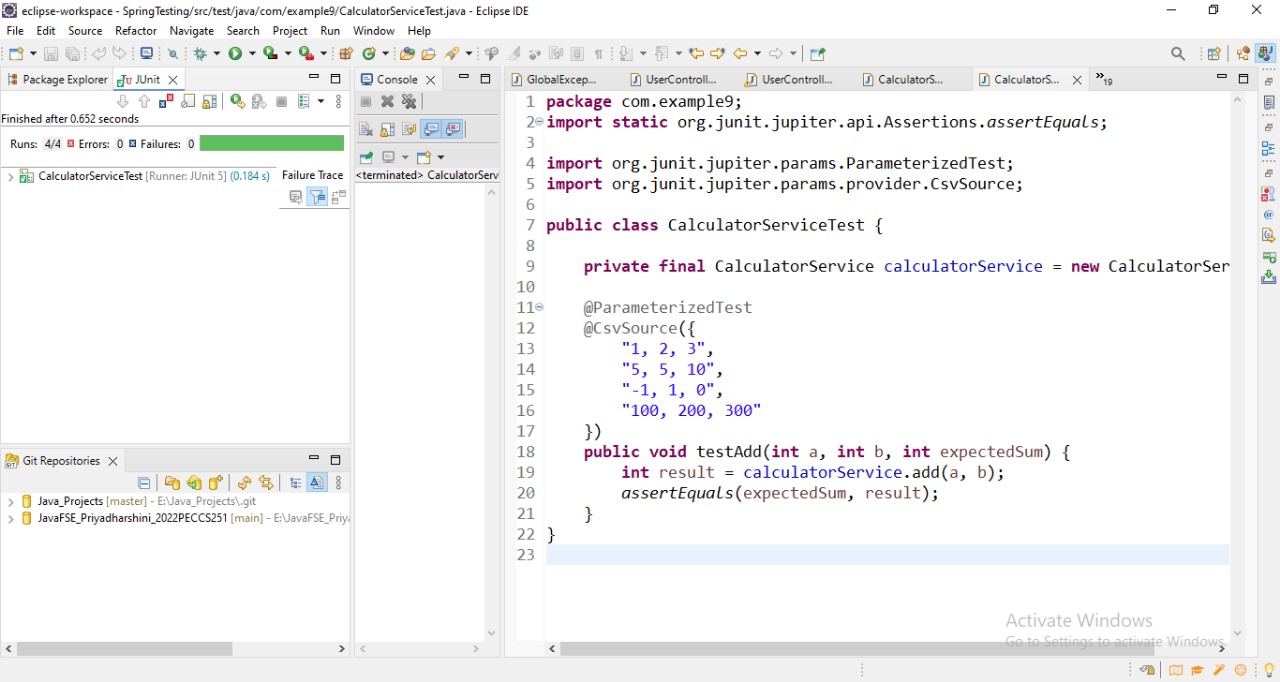 eclipse-workspace - SpringTesting/src/test/java/com/example9/CalculatorServiceTest.java - Eclipse IDE
File Edit Source Refactor Navigate Search Project Run Window Help
Package Explorer JUnit
Finished after 0.652 seconds
Runs: 4/4 Errors: 0 Failures: 0
CalculatorServiceTest [Runner: JUnit 5] (0.184 s)
Failure Trace
Git Repositories
Java_Projects [master] - E:\Java_Projects\.git
JavaFSE_Priyadharshini_2022PECCS251 [main] - E:\JavaFSE_Priya
Console
<terminated> CalculatorServ
GlobalExcep... UserControll... UserControll... CalculatorS... CalculatorS... »19
1 package com.example9;
2 import static org.junit.jupiter.api.Assertions.assertEquals;
3
4 import org.junit.jupiter.params.ParameterizedTest;
5 import org.junit.jupiter.params.provider.CsvSource;
6
7 public class CalculatorServiceTest {
8
9     private final CalculatorService calculatorService = new CalculatorSer
10
11     @ParameterizedTest
12     @CsvSource({
13         "1, 2, 3",
14         "5, 5, 10",
15         "-1, 1, 0",
16         "100, 200, 300"
17     })
18     public void testAdd(int a, int b, int expectedSum) {
19         int result = calculatorService.add(a, b);
20         assertEquals(expectedSum, result);
21     }
22 }
23
Activate Windows
Go to Settings to activate Windows.